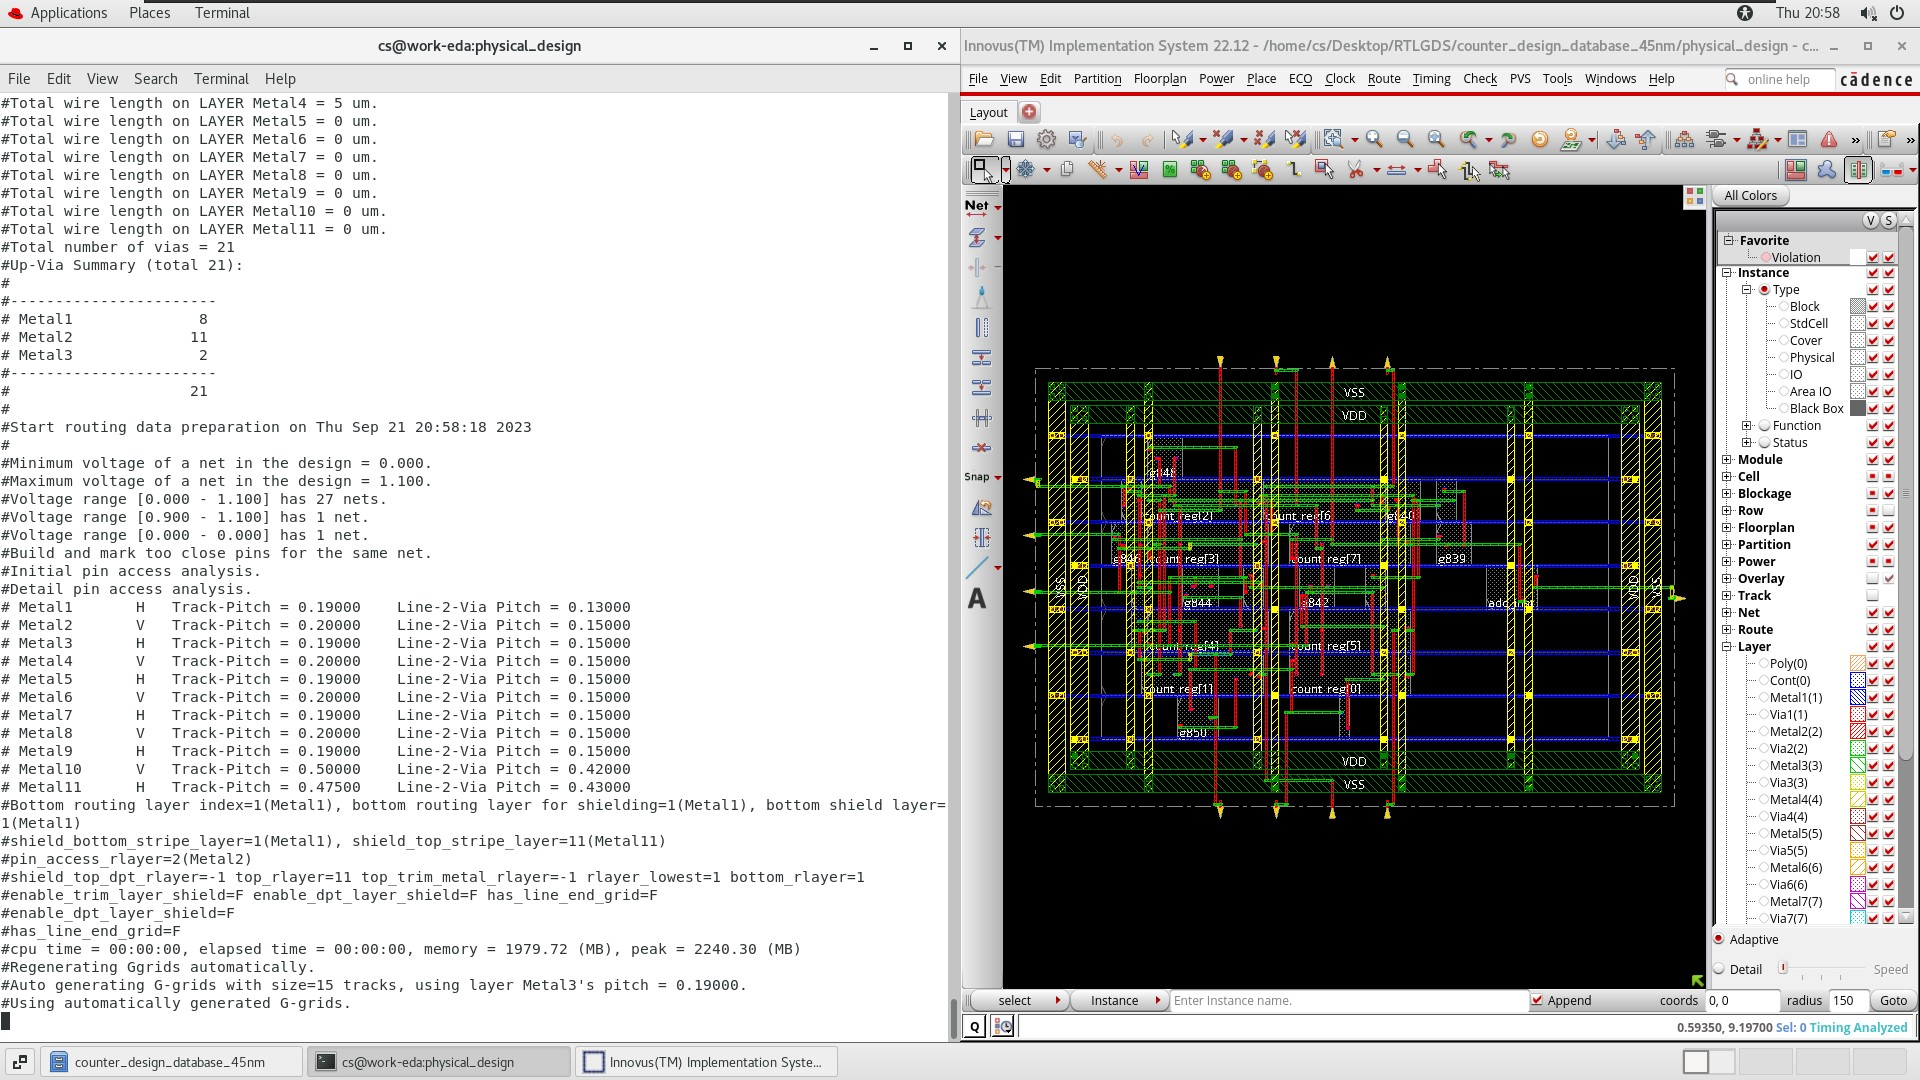 Applications Places Terminal Thu 20:58
cs@work-eda:physical_design
File Edit View Search Terminal Help
#Total wire length on LAYER Metal4 = 5 um.
#Total wire length on LAYER Metal5 = 0 um.
#Total wire length on LAYER Metal6 = 0 um.
#Total wire length on LAYER Metal7 = 0 um.
#Total wire length on LAYER Metal8 = 0 um.
#Total wire length on LAYER Metal9 = 0 um.
#Total wire length on LAYER Metal10 = 0 um.
#Total wire length on LAYER Metal11 = 0 um.
#Total number of vias = 21
#Up-Via Summary (total 21):
#
#-----------------------
# Metal1 8
# Metal2 11
# Metal3 2
#-----------------------
# 21
#
#Start routing data preparation on Thu Sep 21 20:58:18 2023
#
#Minimum voltage of a net in the design = 0.000.
#Maximum voltage of a net in the design = 1.100.
#Voltage range [0.000 - 1.100] has 27 nets.
#Voltage range [0.900 - 1.100] has 1 net.
#Voltage range [0.000 - 0.000] has 1 net.
#Build and mark too close pins for the same net.
#Initial pin access analysis.
#Detail pin access analysis.
# Metal1 H Track-Pitch = 0.19000 Line-2-Via Pitch = 0.13000
# Metal2 V Track-Pitch = 0.20000 Line-2-Via Pitch = 0.15000
# Metal3 H Track-Pitch = 0.19000 Line-2-Via Pitch = 0.15000
# Metal4 V Track-Pitch = 0.20000 Line-2-Via Pitch = 0.15000
# Metal5 H Track-Pitch = 0.19000 Line-2-Via Pitch = 0.15000
# Metal6 V Track-Pitch = 0.20000 Line-2-Via Pitch = 0.15000
# Metal7 H Track-Pitch = 0.19000 Line-2-Via Pitch = 0.15000
# Metal8 V Track-Pitch = 0.20000 Line-2-Via Pitch = 0.15000
# Metal9 H Track-Pitch = 0.19000 Line-2-Via Pitch = 0.15000
# Metal10 V Track-Pitch = 0.50000 Line-2-Via Pitch = 0.42000
# Metal11 H Track-Pitch = 0.47500 Line-2-Via Pitch = 0.43000
#Bottom routing layer index=1(Metal1), bottom routing layer for shielding=1(Metal1), bottom shield layer=
1(Metal1)
#shield_bottom_stripe_layer=1(Metal1), shield_top_stripe_layer=11(Metal11)
#pin_access_rlayer=2(Metal2)
#shield_top_dpt_rlayer=-1 top_rlayer=11 top_trim_metal_rlayer=-1 rlayer_lowest=1 bottom_rlayer=1
#enable_trim_layer_shield=F enable_dpt_layer_shield=F has_line_end_grid=F
#enable_dpt_layer_shield=F
#has_line_end_grid=F
#cpu time = 00:00:00, elapsed time = 00:00:00, memory = 1979.72 (MB), peak = 2240.30 (MB)
#Regenerating Ggrids automatically.
#Auto generating G-grids with size=15 tracks, using layer Metal3's pitch = 0.19000.
#Using automatically generated G-grids.
Innovus(TM) Implementation System 22.12 - /home/cs/Desktop/RTLGDS/counter_design_database_45nm/physical_design - c...
File View Edit Partition Floorplan Power Place ECO Clock Route Timing Check PVS Tools Windows Help online help cādence
Layout
Net
Snap
A
VSS
VDD
g848
count_reg[2] count_reg[6
count_reg[3] count_reg[7] g839
g844 g842
count_reg[4] count_reg[5]
count_reg[1] count_reg[0]
g850
VSS VDD VDD VSS
VDD
VSS
All Colors
V S
Favorite
Violation
Instance
Type
Block
StdCell
Cover
Physical
IO
Area IO
Black Box
Function
Status
Module
Cell
Blockage
Row
Floorplan
Partition
Power
Overlay
Track
Net
Route
Layer
Poly(0)
Cont(0)
Metal1(1)
Via1(1)
Metal2(2)
Via2(2)
Metal3(3)
Via3(3)
Metal4(4)
Via4(4)
Metal5(5)
Via5(5)
Metal6(6)
Via6(6)
Metal7(7)
Via7(7)
Adaptive
Detail Speed
select Instance Enter Instance name. Append coords 0, 0 radius 150 Goto
Q 0.59350, 9.19700 Sel: 0 Timing Analyzed
counter_design_database_45nm cs@work-eda:physical_design Innovus(TM) Implementation Syste...